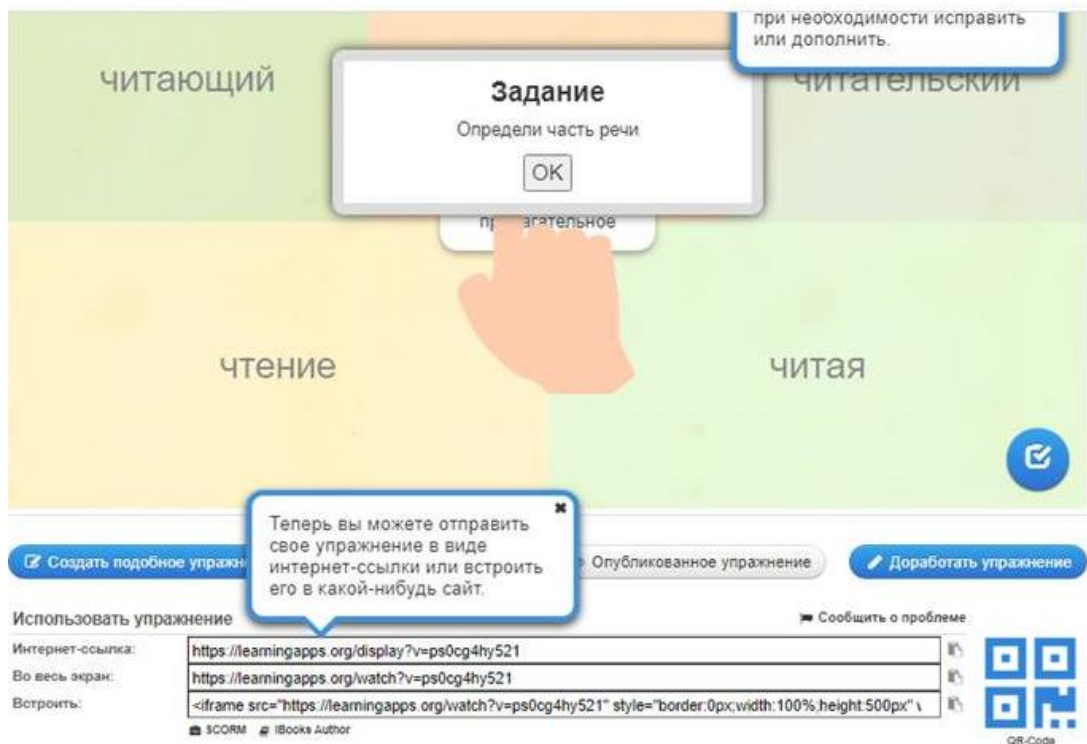 при необходимости исправить
или дополнить.
читающий
читательский
Задание
Определи часть речи
OK
чтение
читая
Теперь вы можете отправить
свое упражнение в виде
интернет-ссылки или встроить
его в какой-нибудь сайт.
Создать подобное
Опубликованное упражнение
Доработать упражнение
Использовать упражнение
Сообщить о проблеме
Интернет-ссылка: https://learningapps.org/display?v=ps0cg4hy521
Во весь экран: https://learningapps.org/watch?v=ps0cg4hy521
Встроить: <iframe src="https://learningapps.org/watch?v=ps0cg4hy521" style="border:0px;width:100%;height:500px"
SCORM iBooks Author
QR-Code